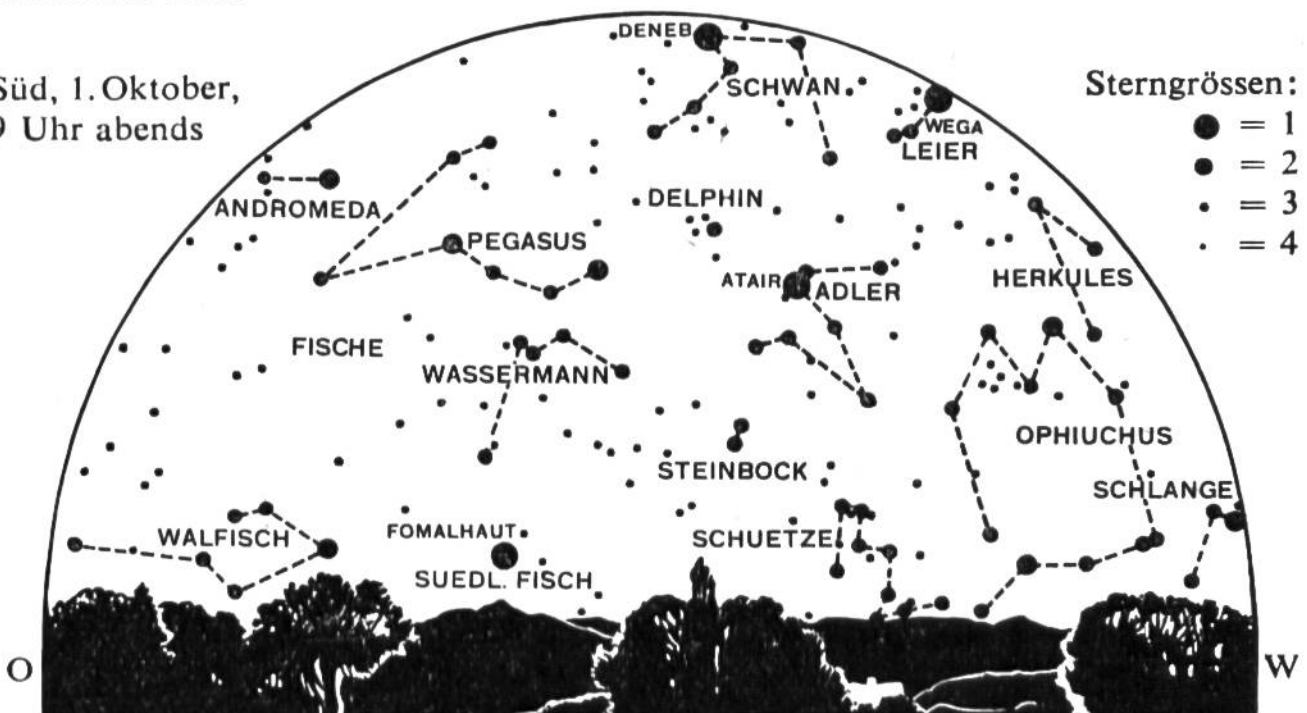 Süd, 1. Oktober,
Uhr abends
Sterngrössen:
= 1
= 2
= 3
= 4
DENEB
SCHWAN
WEGA
LEIER
ANDROMEDA
DELPHIN
PEGASUS
ATAIR
ADLER
HERKULES
FISCHE
WASSERMANN
OPHIUCHUS
STEINBOCK
SCHLANGE
WALFISCH
FOMALHAUT
SCHUETZE
SUEDL. FISCH
O
W